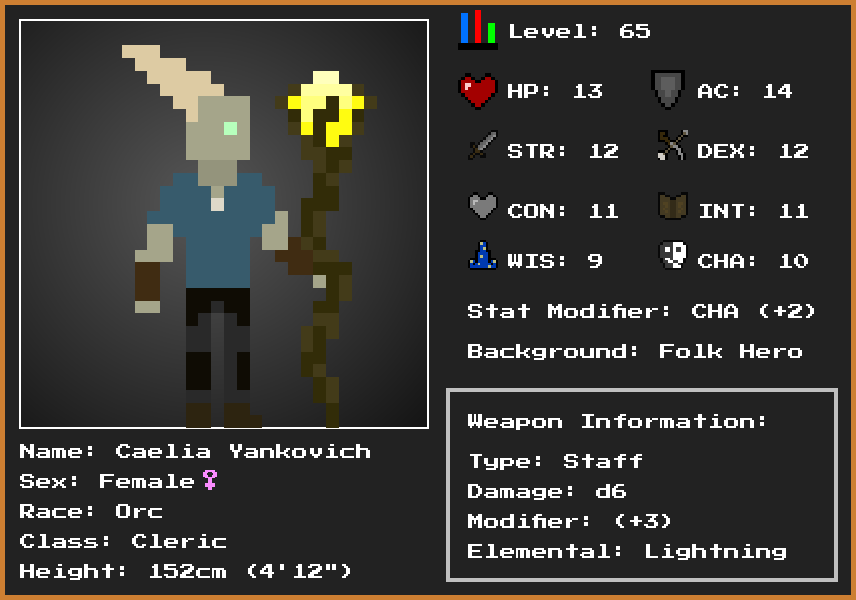 Level: 65
HP: 13
AC: 14
STR: 12
DEX: 12
CON: 11
INT: 11
WIS: 9
CHA: 10
Stat Modifier: CHA (+2)
Background: Folk Hero
Weapon Information:
Type: Staff
Damage: d6
Modifier: (+3)
Elemental: Lightning
Name: Caelia Yankovich
Sex: Female♀
Race: Orc
Class: Cleric
Height: 152cm (4'12")